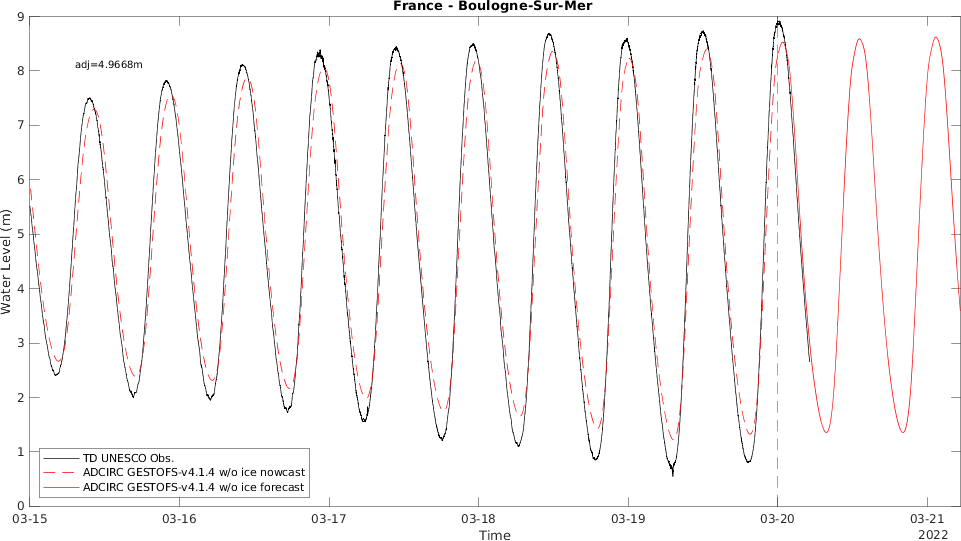 France - Boulogne-Sur-Mer
adj=4.9668m
9
8
7
6
5
4
3
2
1
0
Water Level (m)
TD UNESCO Obs.
ADCIRC GESTOFS-v4.1.4 w/o ice nowcast
ADCIRC GESTOFS-v4.1.4 w/o ice forecast
03-15 03-16 03-17 03-18 03-19 03-20 03-21
Time
2022